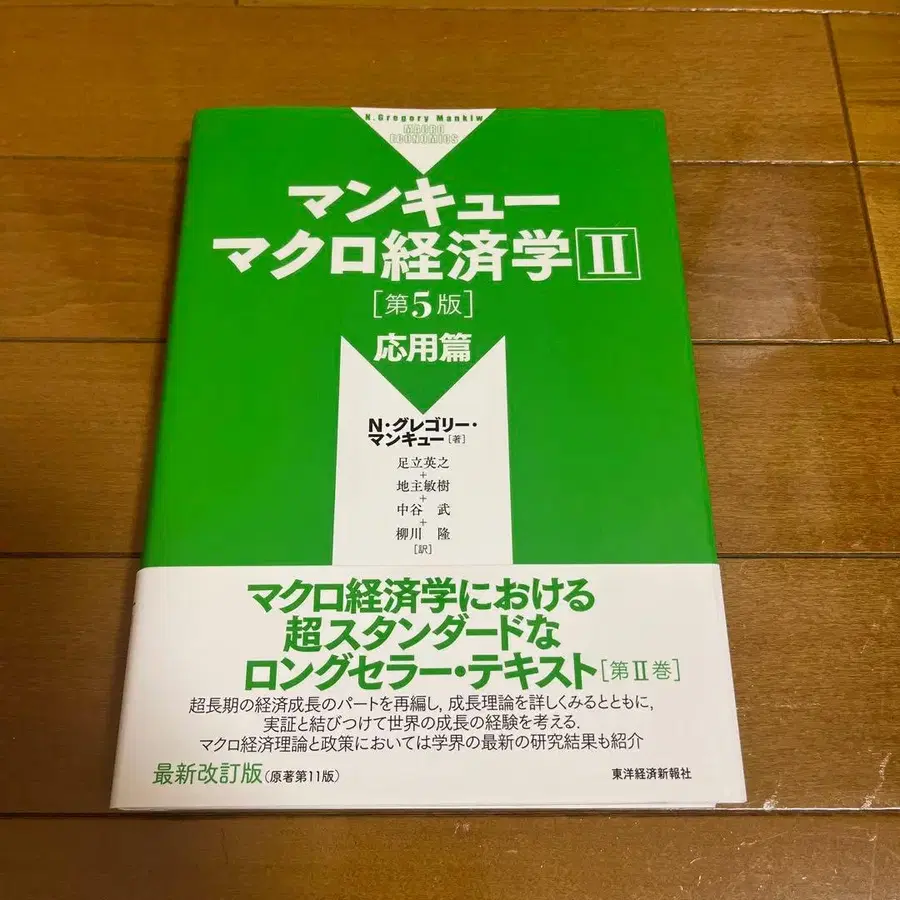 N.Gregory Mankiw
MACRO
ECONOMICS
マンキュー
マクロ経済学Ⅱ
[第5版]
応用篇
N・グレゴリー・
マンキュー[著]
足立英之
+
地主敏樹
+
中谷 武
+
柳川 隆
[訳]
マクロ経済学における
超スタンダードな
ロングセラー・テキスト[第Ⅱ巻]
超長期の経済成長のパートを再編し,成長理論を詳しくみるとともに,
実証と結びつけて世界の成長の経験を考える.
マクロ経済理論と政策においては学界の最新の研究結果も紹介
最新改訂版(原著第11版)
東洋経済新報社